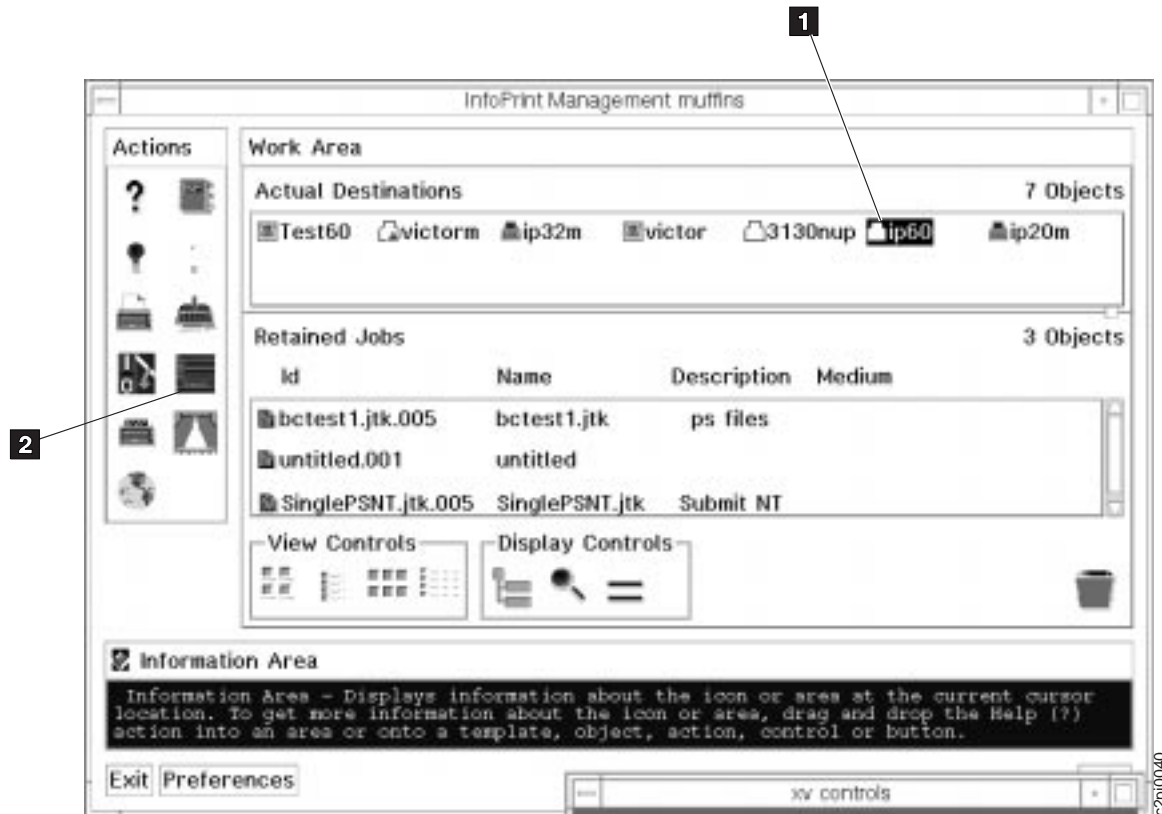 1
InfoPrint Management muffins
2
Actions
?
Work Area
Actual Destinations 7 Objects
Test60 victorm ip32m victor 3130nup ip60 ip20m
Retained Jobs 3 Objects
Id Name Description Medium
bctest1.jtk.005 bctest1.jtk ps files
untitled.001 untitled
SinglePSNT.jtk.005 SinglePSNT.jtk Submit NT
View Controls Display Controls
Information Area
Information Area - Displays information about the icon or area at the current cursor
location. To get more information about the icon or area, drag and drop the Help (?)
action into an area or onto a template, object, action, control or button.
Exit Preferences
xv controls
c2pi0040